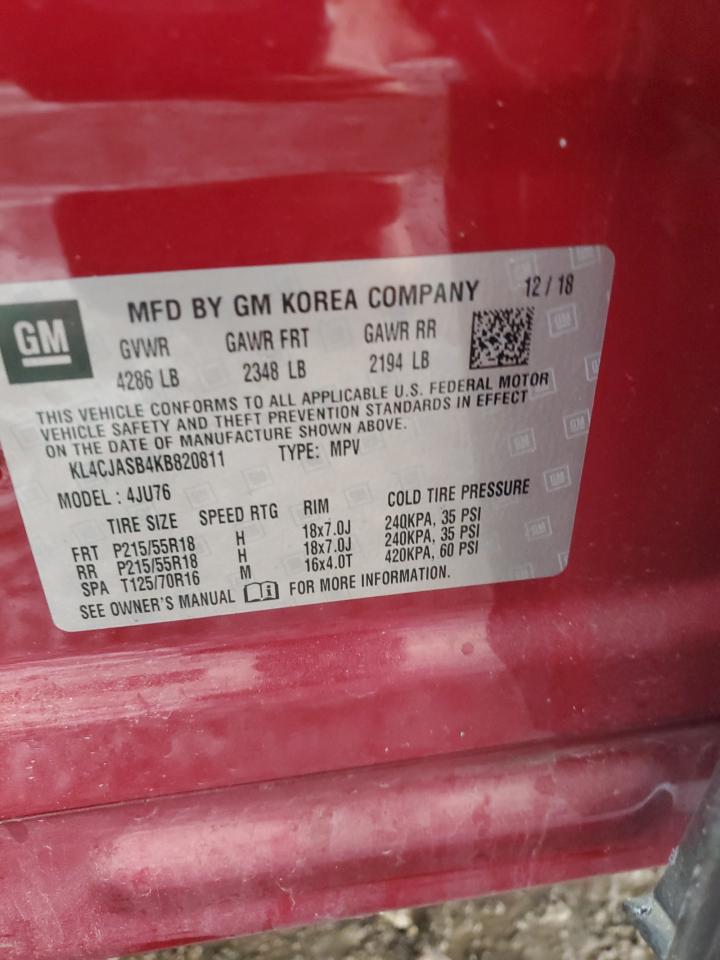 GM
MFD BY GM KOREA COMPANY 12/18
GVWR GAWR FRT GAWR RR
4286 LB 2348 LB 2194 LB
THIS VEHICLE CONFORMS TO ALL APPLICABLE U.S. FEDERAL MOTOR
VEHICLE SAFETY AND THEFT PREVENTION STANDARDS IN EFFECT
ON THE DATE OF MANUFACTURE SHOWN ABOVE.
KL4CJASB4KB820811 TYPE: MPV
MODEL: 4JU76
TIRE SIZE SPEED RTG RIM COLD TIRE PRESSURE
FRT P215/55R18 H 18x7.0J 240KPA, 35 PSI
RR P215/55R18 H 18x7.0J 240KPA, 35 PSI
SPA T125/70R16 M 16x4.0T 420KPA, 60 PSI
SEE OWNER'S MANUAL FOR MORE INFORMATION.